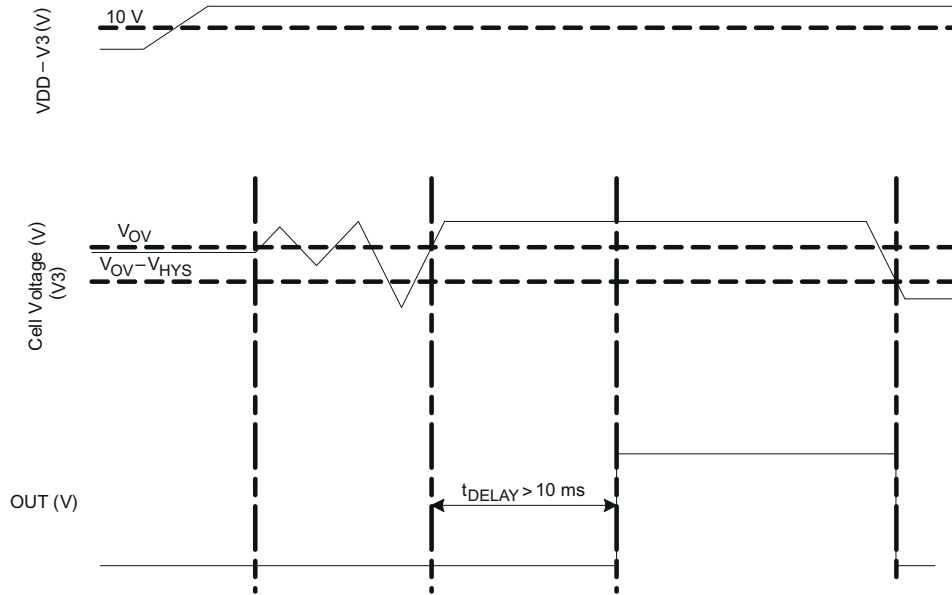 VDD – V3 (V)
10 V
Cell Voltage (V)
(V3)
VOV
VOV – VHYS
OUT (V)
tDELAY > 10 ms